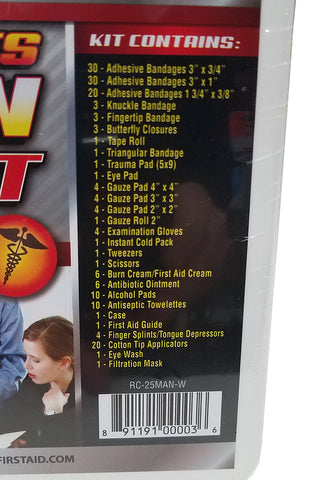 KIT CONTAINS:
30 - Adhesive Bandages 3" x 3/4"
30 - Adhesive Bandages 3" x 1"
20 - Adhesive Bandages 1 3/4" x 3/8"
3 - Knuckle Bandage
3 - Fingertip Bandage
3 - Butterfly Closures
1 - Tape Roll
1 - Triangular Bandage
1 - Trauma Pad (5x9)
1 - Eye Pad
4 - Gauze Pad 4" x 4"
4 - Gauze Pad 3" x 3"
4 - Gauze Pad 2" x 2"
1 - Gauze Roll 2"
4 - Examination Gloves
1 - Instant Cold Pack
1 - Tweezers
1 - Scissors
6 - Burn Cream/First Aid Cream
6 - Antibiotic Ointment
10 - Alcohol Pads
10 - Antiseptic Towelettes
1 - Case
1 - First Aid Guide
4 - Finger Splints/Tongue Depressors
20 - Cotton Tip Applicators
1 - Eye Wash
1 - Filtration Mask
RC-25MAN-W
8 91191 00003 6
FIRSTAID.COM